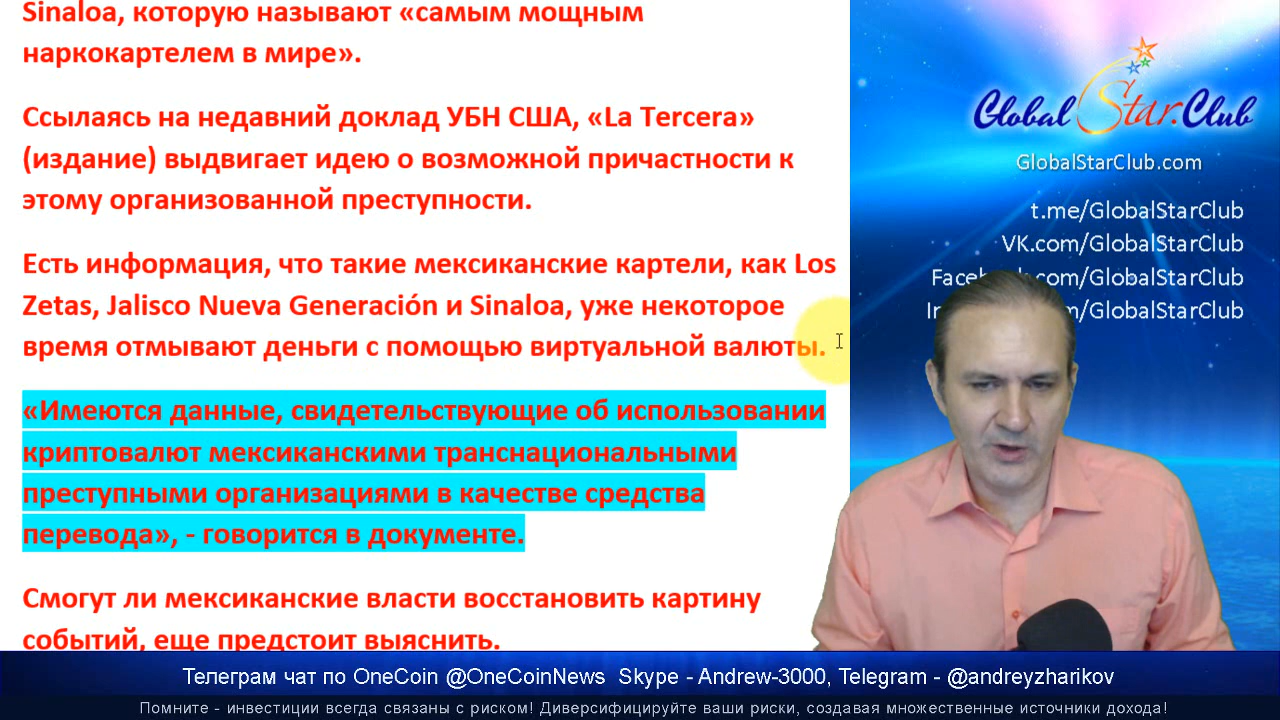 Sinaloa, которую называют «самым мощным
наркокартелем в мире».
Ссылаясь на недавний доклад УБН США, «La Tercera»
(издание) выдвигает идею о возможной причастности к
этому организованной преступности.
Есть информация, что такие мексиканские картели, как Los
Zetas, Jalisco Nueva Generación и Sinaloa, уже некоторое
время отмывают деньги с помощью виртуальной валюты.
«Имеются данные, свидетельствующие об использовании
криптовалют мексиканскими транснациональными
преступными организациями в качестве средства
перевода», - говорится в документе.
Смогут ли мексиканские власти восстановить картину
событий, еще предстоит выяснить.
Global Star Club
GlobalStarClub.com
t.me/GlobalStarClub
VK.com/GlobalStarClub
.com/GlobalStarClub
/GlobalStarClub
Телеграм чат по OneCoin @OneCoinNews Skype - Andrew-3000, Telegram - @andreyzharikov
Помните - инвестиции всегда связаны с риском! Диверсифицируйте ваши риски, создавая множественные источники дохода!